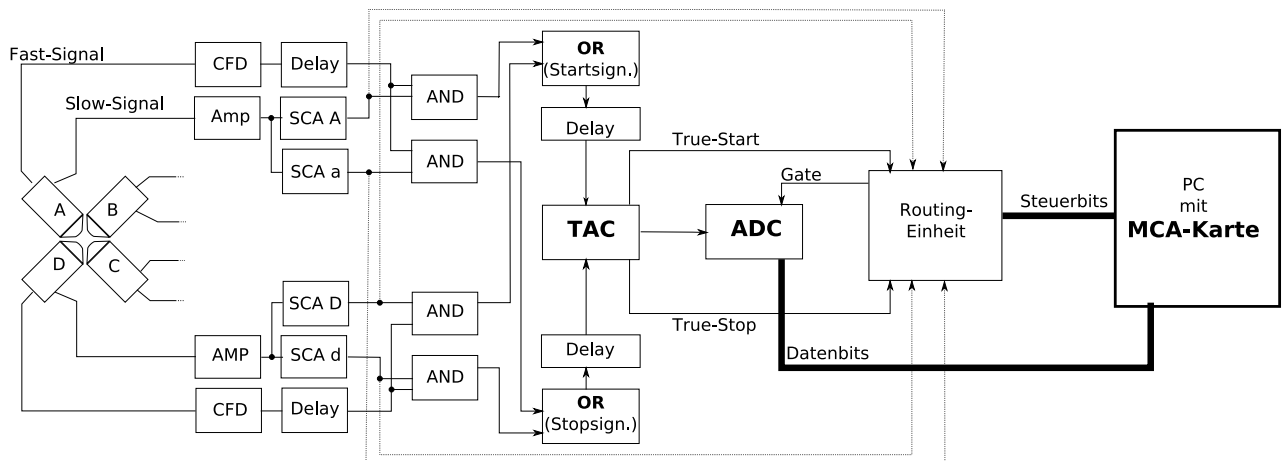 Fast-Signal
CFD
Delay
OR
(Startsign.)
Slow-Signal
Amp
SCA A
AND
Delay
SCA a
AND
True-Start
Gate
A
B
TAC
ADC
Routing-
Einheit
Steuerbits
PC
mit
MCA-Karte
D
C
SCA D
AND
True-Stop
AMP
SCA d
AND
Delay
Datenbits
CFD
Delay
OR
(Stopsign.)